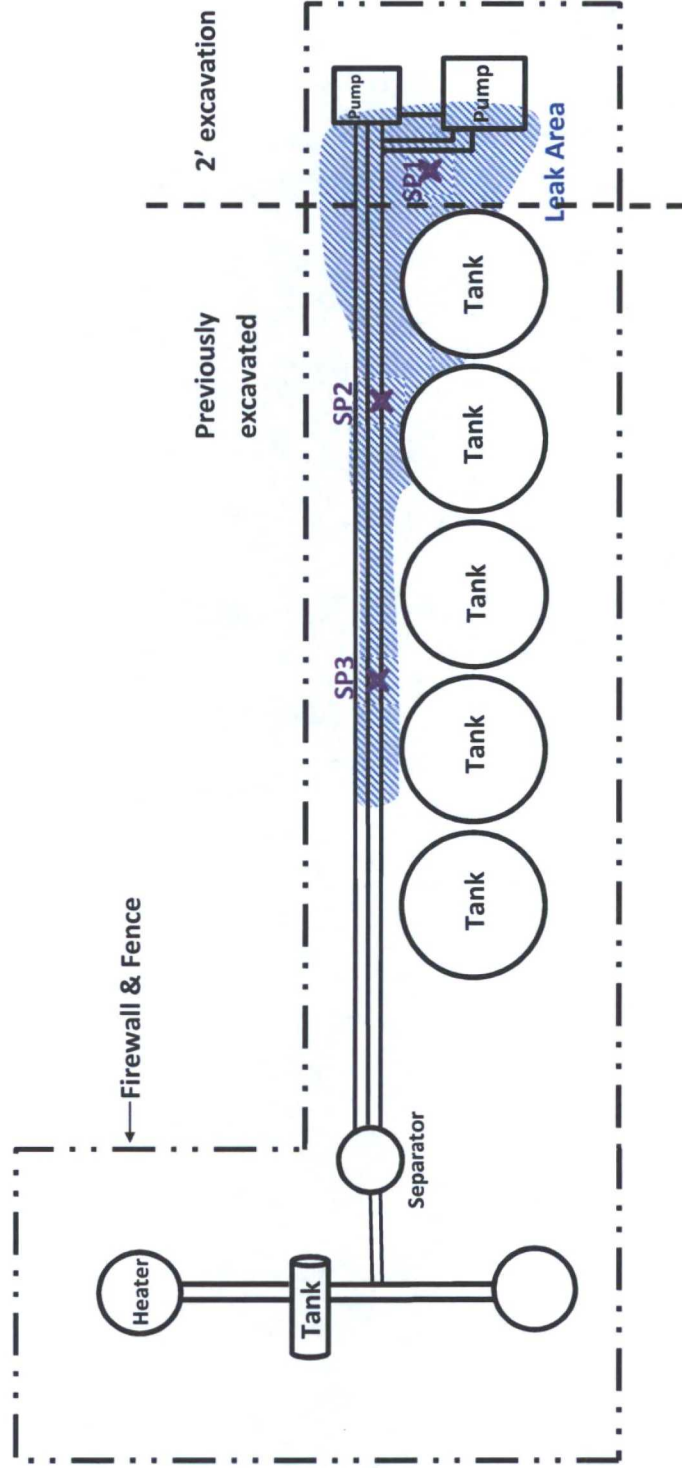 Firewall & Fence
Previously
excavated
2' excavation
Heater
Tank
Separator
SP3
SP2
SP1
Pump
Pump
Leak Area
Tank
Tank
Tank
Tank
Tank